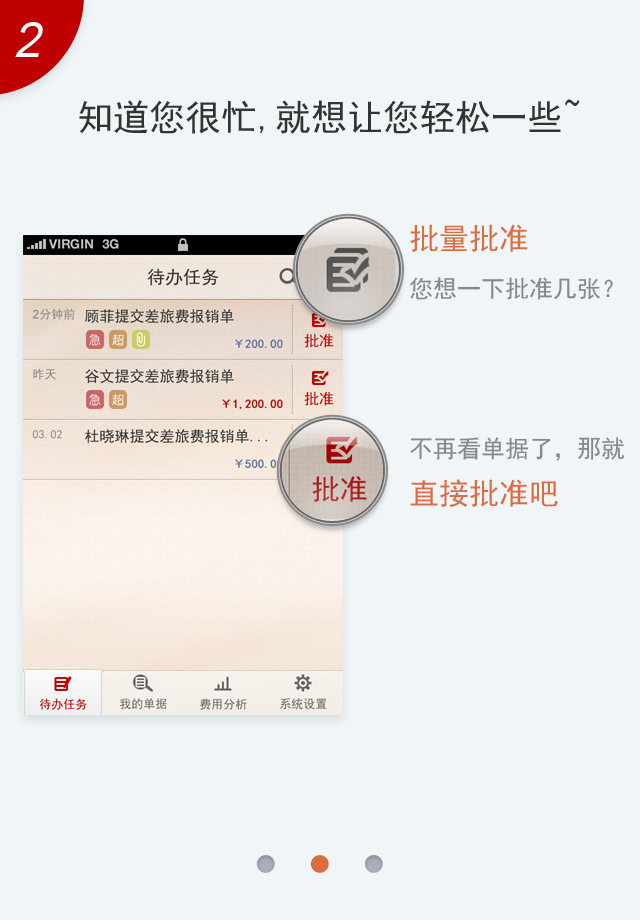 2
知道您很忙,就想让您轻松一些~
VIRGIN 3G
待办任务
批量批准
您想一下批准几张?
2分钟前 顾菲提交差旅费报销单
急 超
¥200.00
批准
昨天 谷文提交差旅费报销单
急 超
¥1,200.00
批准
03.02 杜晓琳提交差旅费报销单...
¥500.0
批准
不再看单据了，那就
直接批准吧
待办任务 我的单据 费用分析 系统设置